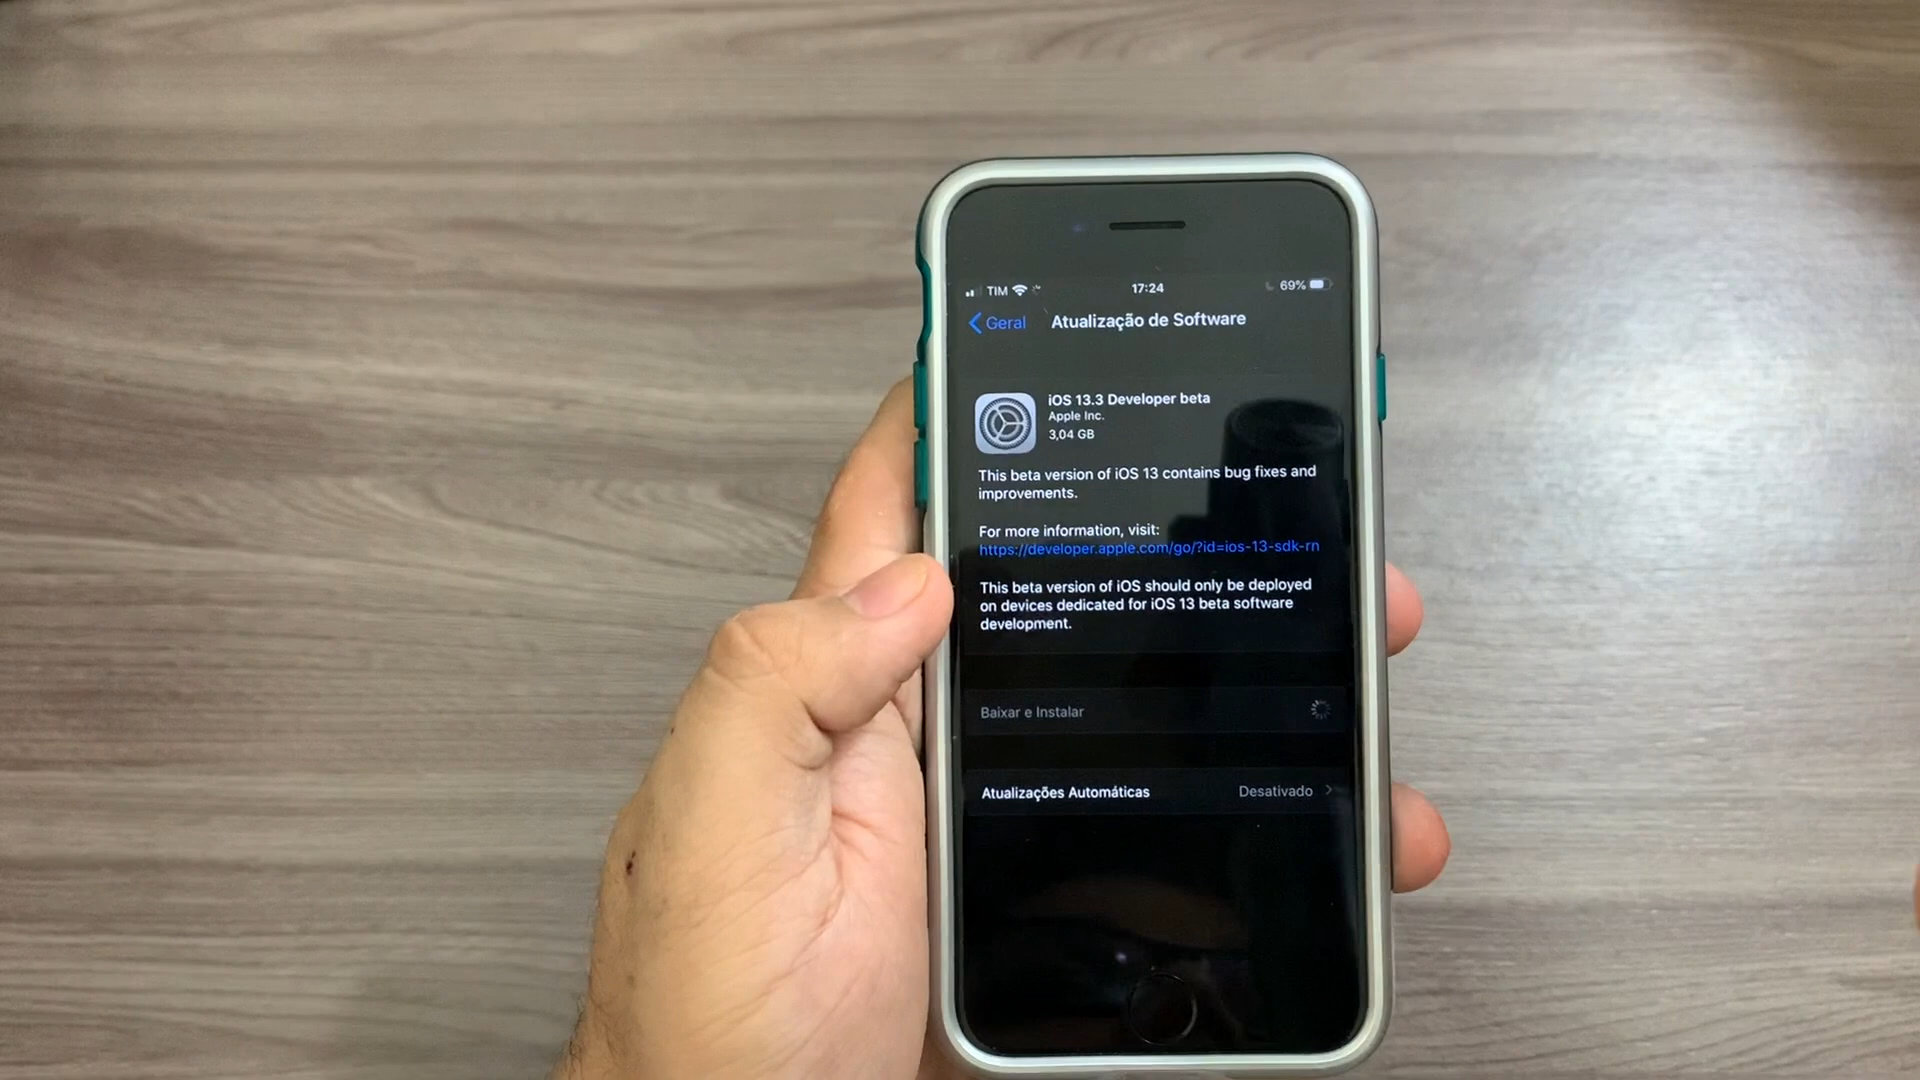 TIM
17:24
69%
Geral
Atualização de Software
iOS 13.3 Developer beta
Apple Inc.
3,04 GB
This beta version of iOS 13 contains bug fixes and
improvements.
For more information, visit:
https://developer.apple.com/go/?id=ios-13-sdk-rn
This beta version of iOS should only be deployed
on devices dedicated for iOS 13 beta software
development.
Baixar e Instalar
Atualizações Automáticas
Desativado